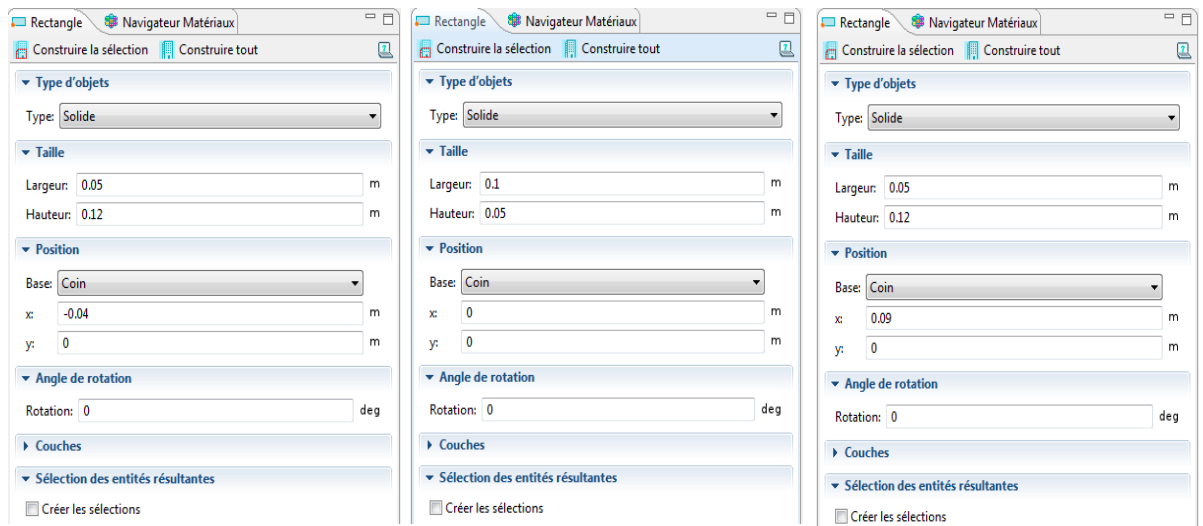 Rectangle Navigateur Matériaux
Construire la sélection Construire tout
Type d'objets
Type: Solide
Taille
Largeur: 0.05 m
Hauteur: 0.12 m
Position
Base: Coin
x: -0.04 m
y: 0 m
Angle de rotation
Rotation: 0 deg
Couches
Sélection des entités résultantes
Créer les sélections
Rectangle Navigateur Matériaux
Construire la sélection Construire tout
Type d'objets
Type: Solide
Taille
Largeur: 0.1 m
Hauteur: 0.05 m
Position
Base: Coin
x: 0 m
y: 0 m
Angle de rotation
Rotation: 0 deg
Couches
Sélection des entités résultantes
Créer les sélections
Rectangle Navigateur Matériaux
Construire la sélection Construire tout
Type d'objets
Type: Solide
Taille
Largeur: 0.05 m
Hauteur: 0.12 m
Position
Base: Coin
x: 0.09 m
y: 0 m
Angle de rotation
Rotation: 0 deg
Couches
Sélection des entités résultantes
Créer les sélections